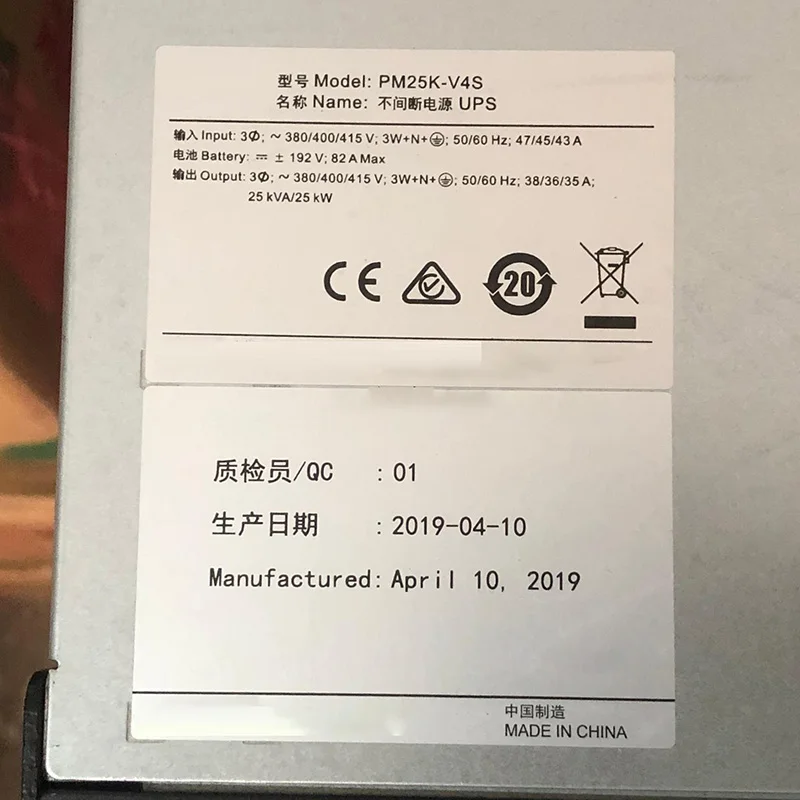 型号 Model: PM25K-V4S
名称 Name: 不间断电源 UPS
输入 Input: 3Ф; ~ 380/400/415 V; 3W+N+⏚; 50/60 Hz; 47/45/43 A
电池 Battery: ⎓ ± 192 V; 82 A Max
输出 Output: 3Ф; ~ 380/400/415 V; 3W+N+⏚; 50/60 Hz; 38/36/35 A;
25 kVA/25 kW
CE 20
质检员/QC : 01
生产日期 : 2019-04-10
Manufactured: April 10, 2019
中国制造
MADE IN CHINA